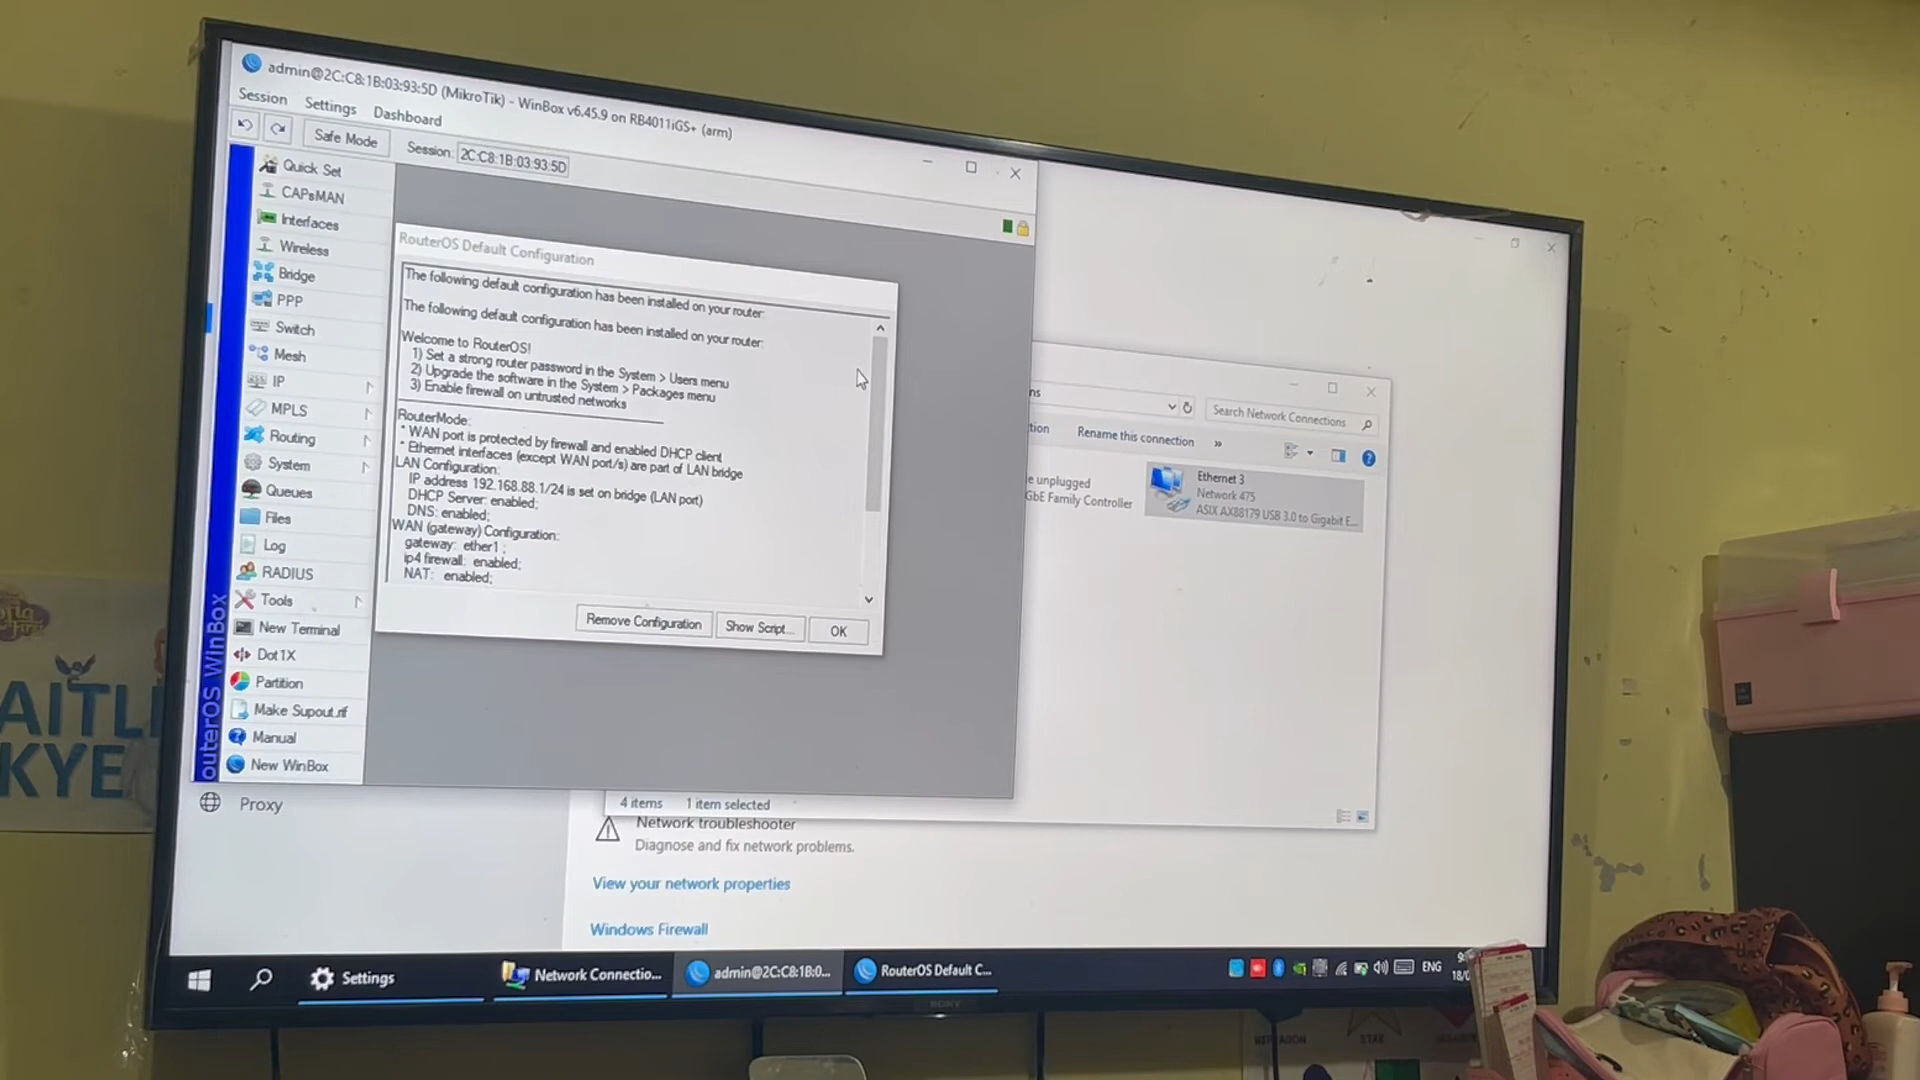 admin@2C:C8:1B:03:93:5D (MikroTik) - WinBox v6.45.9 on RB4011iGS+ (arm)
Session Settings Dashboard
Safe Mode Session: 2C:C8:1B:03:93:5D
Quick Set
CAPsMAN
Interfaces
Wireless
Bridge
PPP
Switch
Mesh
IP
MPLS
Routing
System
Queues
Files
Log
RADIUS
Tools
New Terminal
Dot1X
Partition
Make Supout.rif
Manual
New WinBox
outerOS WinBox
RouterOS Default Configuration
The following default configuration has been installed on your router:
The following default configuration has been installed on your router:
Welcome to RouterOS!
1) Set a strong router password in the System > Users menu
2) Upgrade the software in the System > Packages menu
3) Enable firewall on untrusted networks
RouterMode:
* WAN port is protected by firewall and enabled DHCP client
* Ethernet interfaces (except WAN port/s) are part of LAN bridge
LAN Configuration:
IP address 192.168.88.1/24 is set on bridge (LAN port)
DHCP Server: enabled;
DNS: enabled;
WAN (gateway) Configuration:
gateway: ether1 ;
ip4 firewall: enabled;
NAT: enabled;
Remove Configuration Show Script... OK
ns
Search Network Connections
tion Rename this connection »
e unplugged
GbE Family Controller
Ethernet 3
Network 475
ASIX AX88179 USB 3.0 to Gigabit E...
4 items 1 item selected
Proxy
Network troubleshooter
Diagnose and fix network problems.
View your network properties
Windows Firewall
Settings
Network Connectio...
admin@2C:C8:1B:0...
RouterOS Default C...
ENG
18/0
SONY
AITL
KYE
STAR